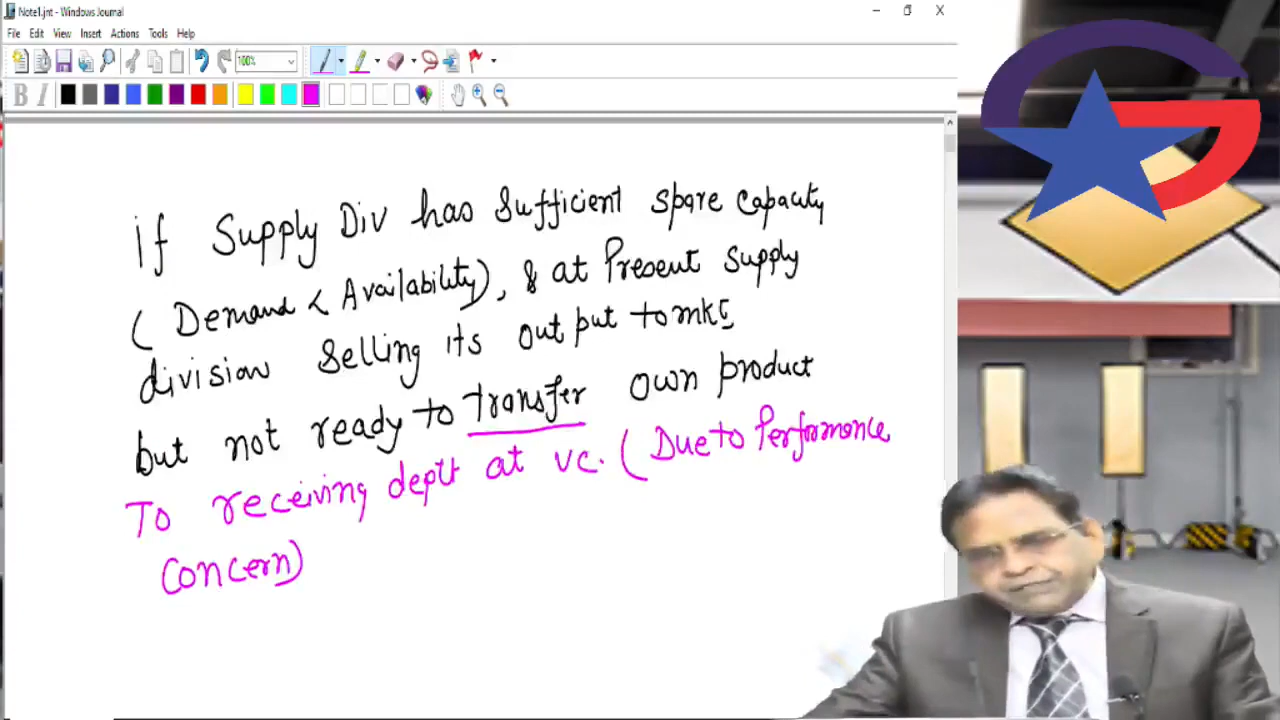 Note1.jnt - Windows Journal
File Edit View Insert Actions Tools Help
100%
B I
if Supply Div has Sufficient spare capacity
( Demand < Availability), & at Present supply
division selling its out put to mkt
but not ready to transfer own product
To receiving deptt at vc. ( Due to Performance
Concern)